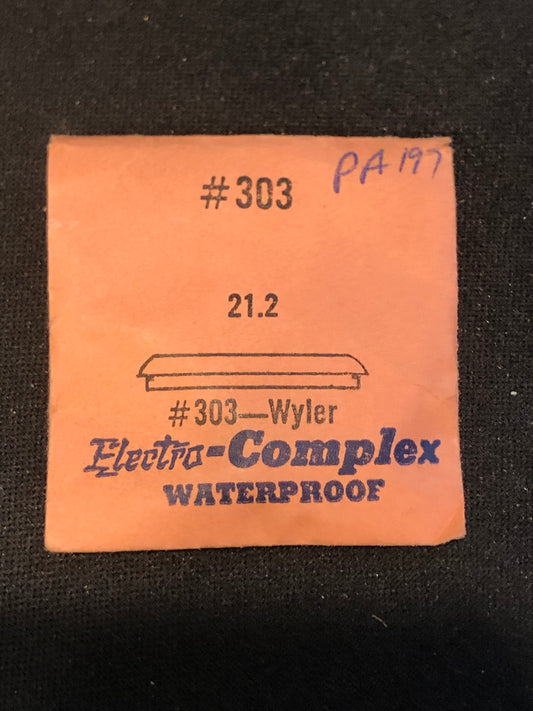 PA197
#303
21.2
#303—Wyler
Electro-Complex
WATERPROOF